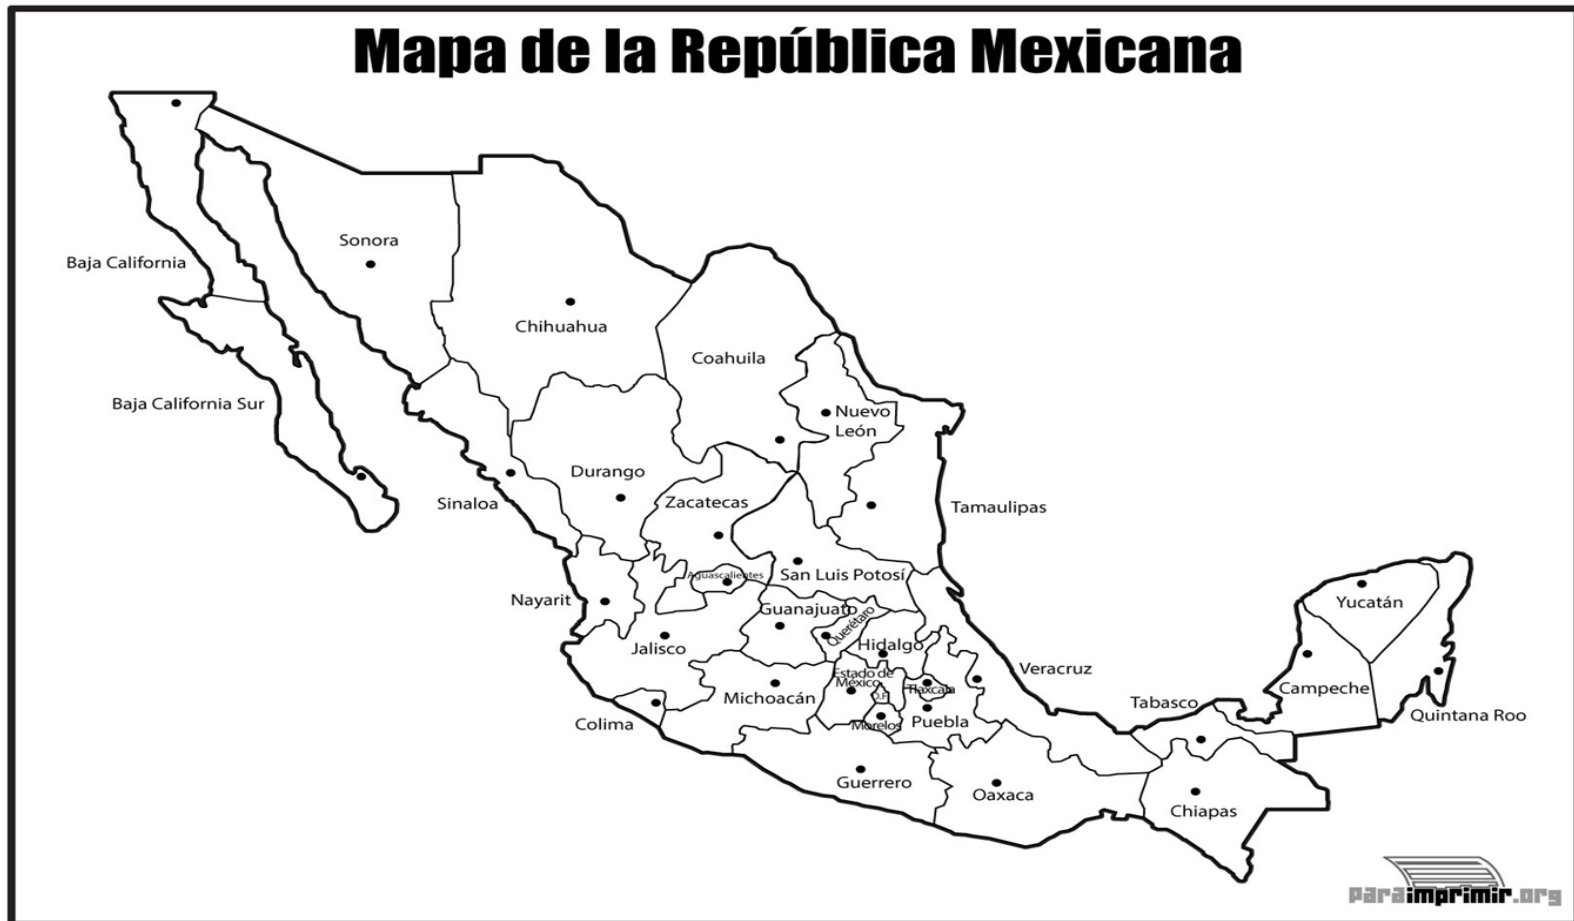 Mapa de la República Mexicana
Sonora
Baja California
Chihuahua
Coahuila
Baja California Sur
Nuevo
León
Durango
Sinaloa
Zacatecas
Tamaulipas
Aguascalientes
San Luis Potosí
Nayarit
Guanajuato
Querétaro
Yucatán
Jalisco
Hidalgo
Veracruz
Estado de
México
Tlaxcala
D.F.
Michoacán
Campeche
Tabasco
Colima
Morelos
Puebla
Quintana Roo
Guerrero
Oaxaca
Chiapas
paraimprimir.org